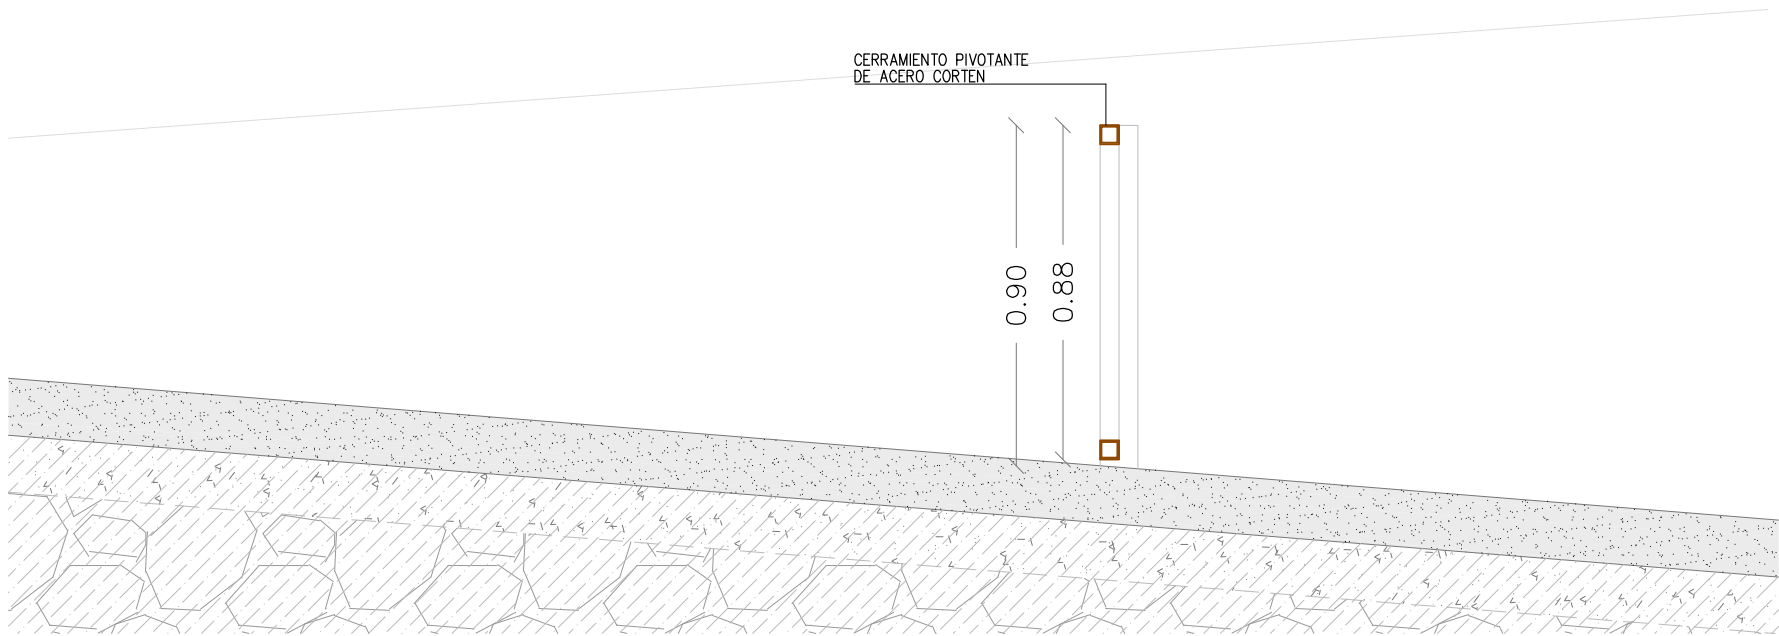 CERRAMIENTO PIVOTANTE
DE ACERO CORTEN
0.90
0.88